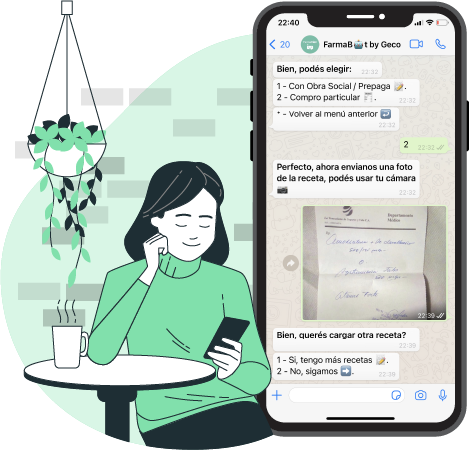 22:40
20 FarmaB🤖t by Geco
Bien, podés elegir:
22:32
1 - Con Obra Social / Prepaga 📝.
2 - Compro particular 🧾.
22:32
* - Volver al menú anterior ↩️
22:32
2 22:32
Perfecto, ahora envianos una foto
de la receta, podés usar tu cámara
📷
22:32
Departamento
Médico
22:39
Bien, querés cargar otra receta?
22:39
1 - Si, tengo más recetas 📝.
2 - No, sigamos ➡️.
22:39